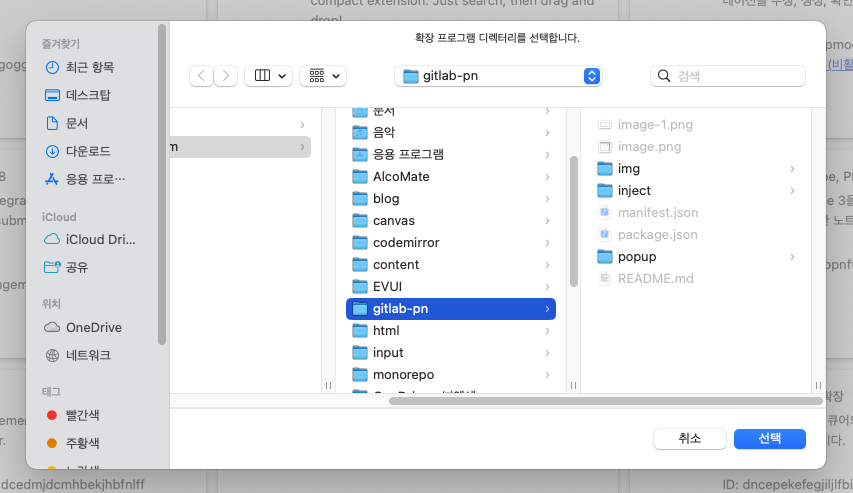 compact extension. Just search, then drag and
drop!
확장 프로그램 디렉터리를 선택합니다.
즐겨찾기
최근 항목
데스크탑
문서
다운로드
응용 프로…
iCloud
iCloud Dri…
공유
위치
OneDrive
네트워크
태그
빨간색
주황색
노란색
gitlab-pn
검색
m
문서
음악
응용 프로그램
AlcoMate
blog
canvas
codemirror
content
EVUI
gitlab-pn
html
input
monorepo
image-1.png
image.png
img
inject
manifest.json
package.json
popup
README.md
취소
선택
dcedmjdcmhbekjhbfnlff
ID: dncepekefegjiljlfbi